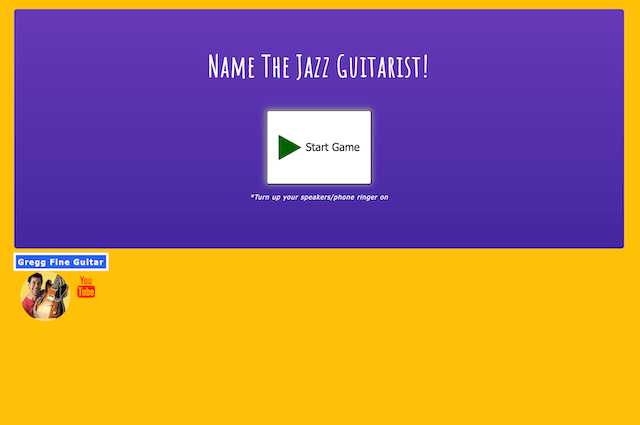 Name The Jazz Guitarist!
Start Game
*Turn up your speakers/phone ringer on
Gregg Fine Guitar
You
Tube